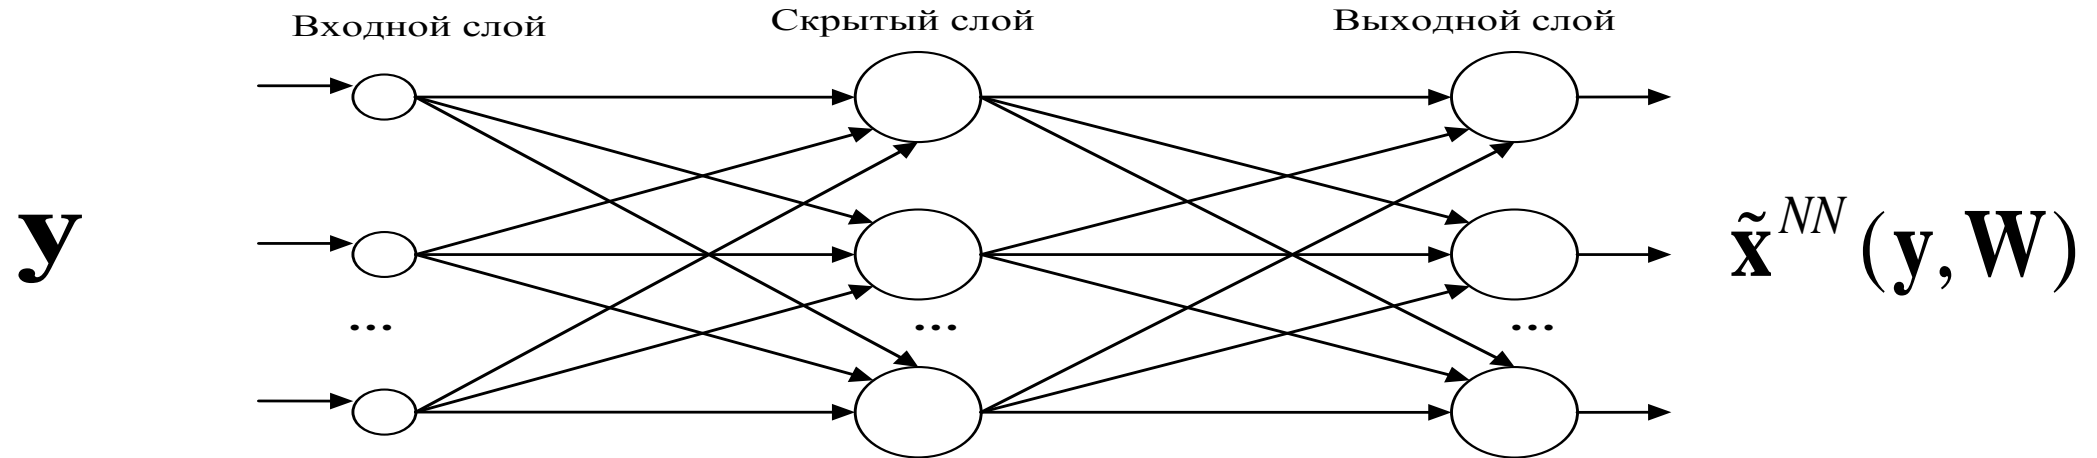 Входной слой
Скрытый слой
Выходной слой
y
x̃^NN (y, W)
...
...
...